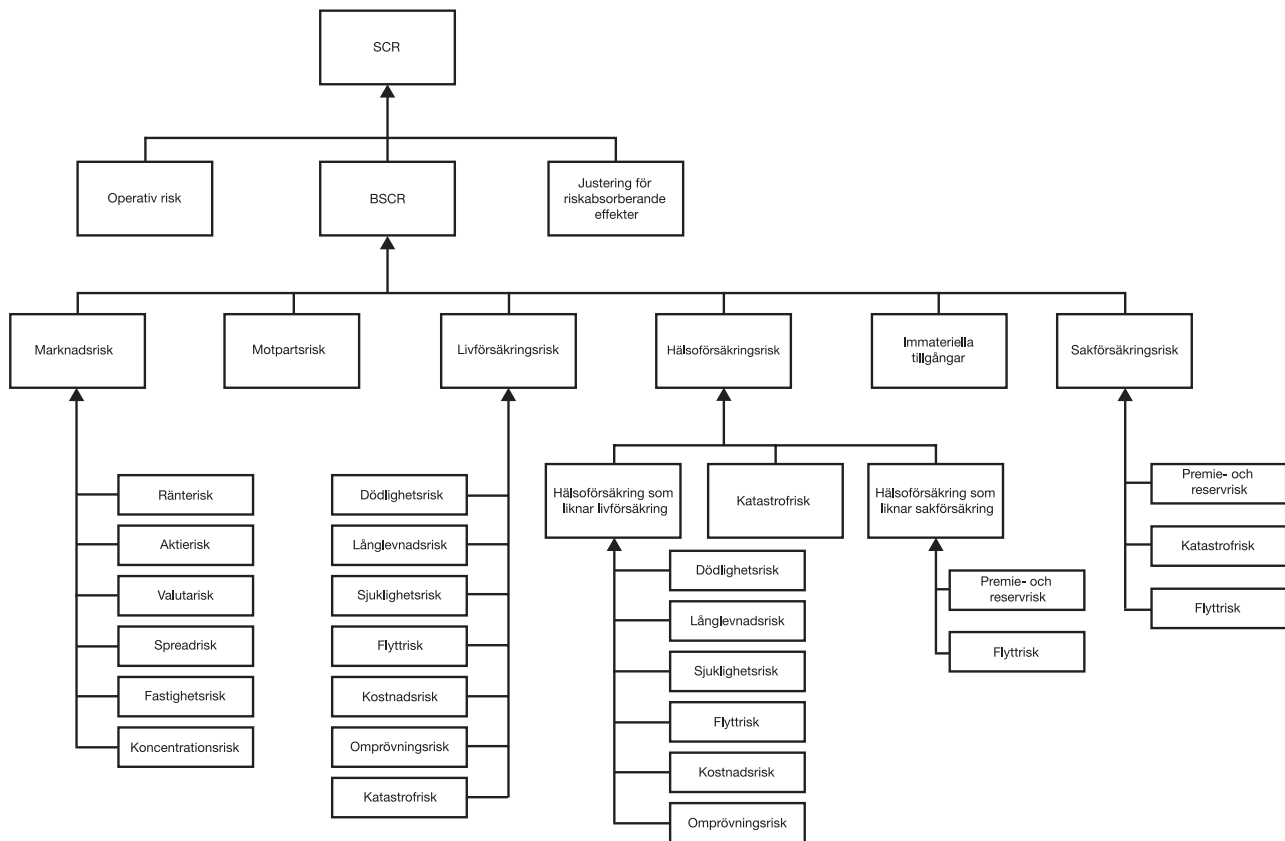 SCR
Operativ risk
BSCR
Justering för
riskabsorberande
effekter
Marknadsrisk
Motpartsrisk
Livförsäkringsrisk
Hälsoförsäkringsrisk
Immateriella
tillgångar
Sakförsäkringsrisk
Ränterisk
Aktierisk
Valutarisk
Spreadrisk
Fastighetsrisk
Koncentrationsrisk
Dödlighetsrisk
Långlevnadsrisk
Sjuklighetsrisk
Flyttrisk
Kostnadsrisk
Omprövningsrisk
Katastrofrisk
Hälsoförsäkring som
liknar livförsäkring
Katastrofrisk
Hälsoförsäkring som
liknar sakförsäkring
Dödlighetsrisk
Långlevnadsrisk
Sjuklighetsrisk
Flyttrisk
Kostnadsrisk
Omprövningsrisk
Premie- och
reservrisk
Flyttrisk
Premie- och
reservrisk
Katastrofrisk
Flyttrisk